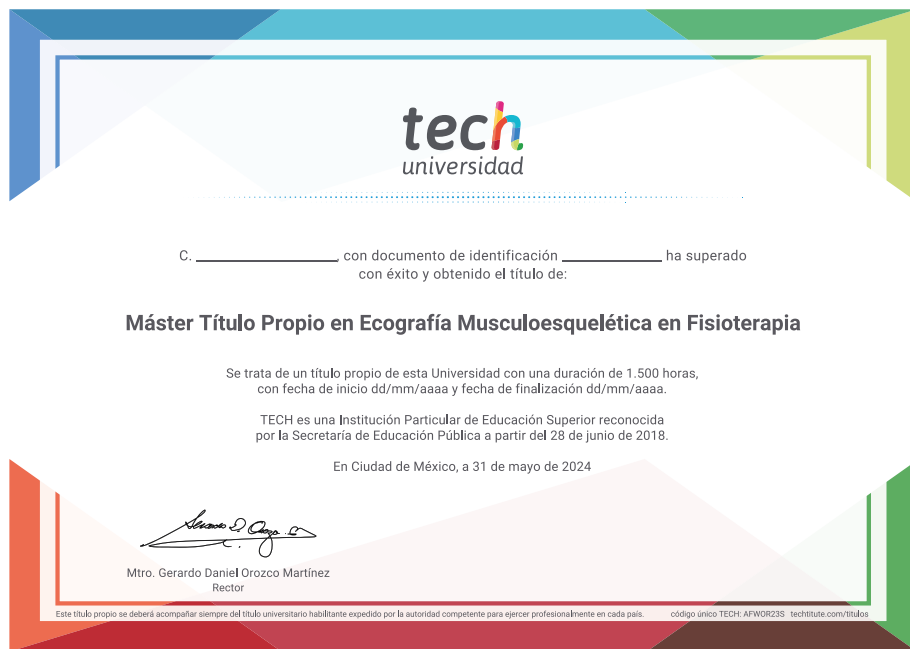 tech
universidad
C. ____________, con documento de identificación ____________ ha superado
con éxito y obtenido el título de:
Máster Título Propio en Ecografía Musculoesquelética en Fisioterapia
Se trata de un título propio de esta Universidad con una duración de 1.500 horas,
con fecha de inicio dd/mm/aaaa y fecha de finalización dd/mm/aaaa.
TECH es una Institución Particular de Educación Superior reconocida
por la Secretaría de Educación Pública a partir del 28 de junio de 2018.
En Ciudad de México, a 31 de mayo de 2024
Mtro. Gerardo Daniel Orozco Martínez
Rector
Este título propio se deberá acompañar siempre del título universitario habilitante expedido por la autoridad competente para ejercer profesionalmente en cada país. código único TECH: AFWOR23S techtitute.com/titulos